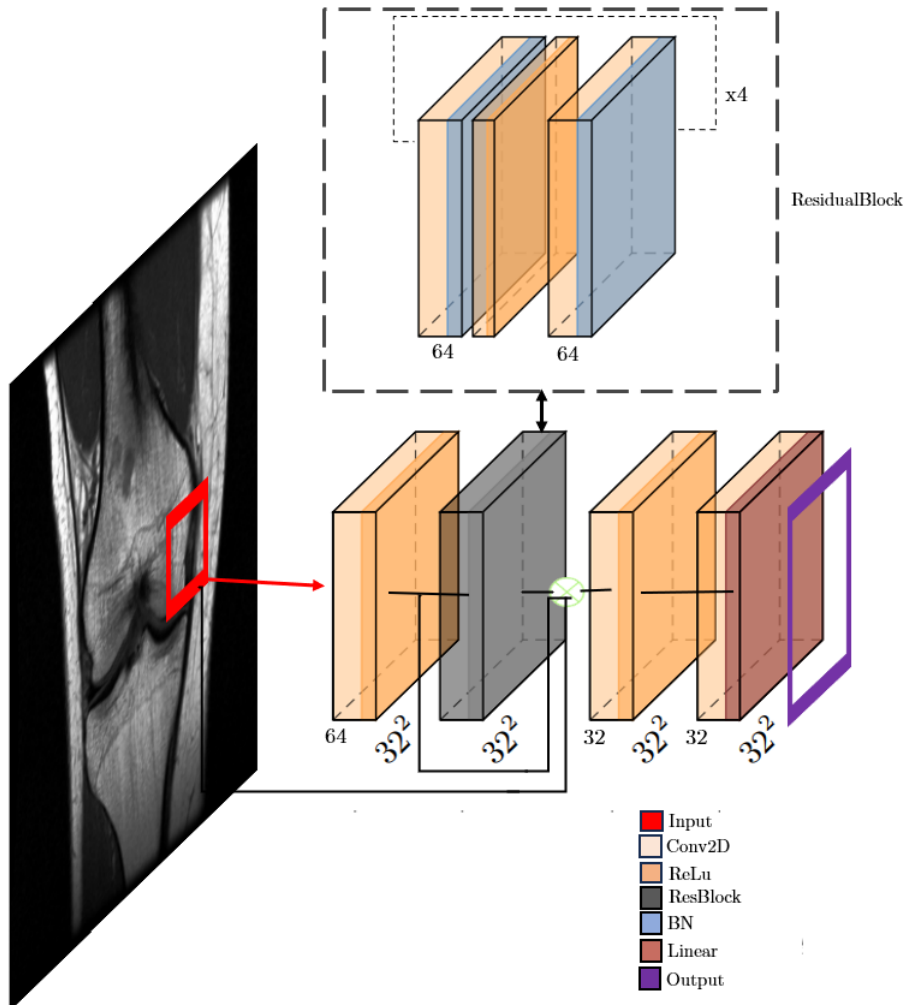 x4
ResidualBlock
64
64
64
32²
32²
32
32²
32
32²
Input
Conv2D
ReLu
ResBlock
BN
Linear
Output